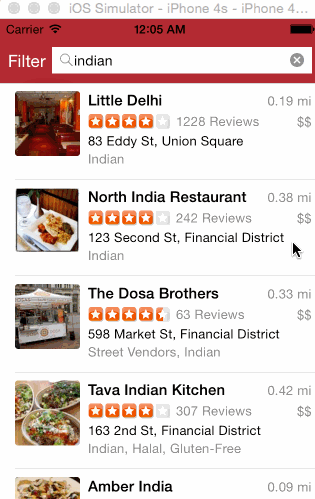 iOS Simulator - iPhone 4s - iPhone 4...
Carrier 12:05 AM
Filter indian
Little Delhi 0.19 mi
1228 Reviews $$
83 Eddy St, Union Square
Indian
North India Restaurant 0.38 mi
242 Reviews $$
123 Second St, Financial District
Indian
The Dosa Brothers 0.33 mi
63 Reviews $
598 Market St, Financial District
Street Vendors, Indian
Tava Indian Kitchen 0.42 mi
307 Reviews $$
163 2nd St, Financial District
Indian, Halal, Gluten-Free
Amber India 0.09 mi